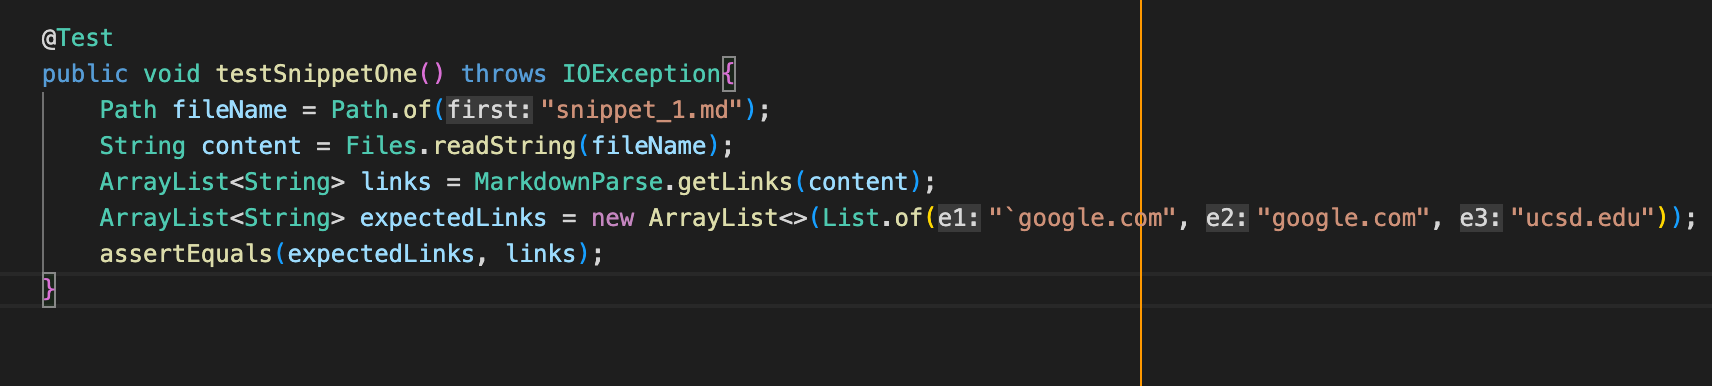 @Test
public void testSnippetOne() throws IOException{
    Path fileName = Path.of(first: "snippet_1.md");
    String content = Files.readString(fileName);
    ArrayList<String> links = MarkdownParse.getLinks(content);
    ArrayList<String> expectedLinks = new ArrayList<>(List.of(e1: "`google.com", e2: "google.com", e3: "ucsd.edu"));
    assertEquals(expectedLinks, links);
}